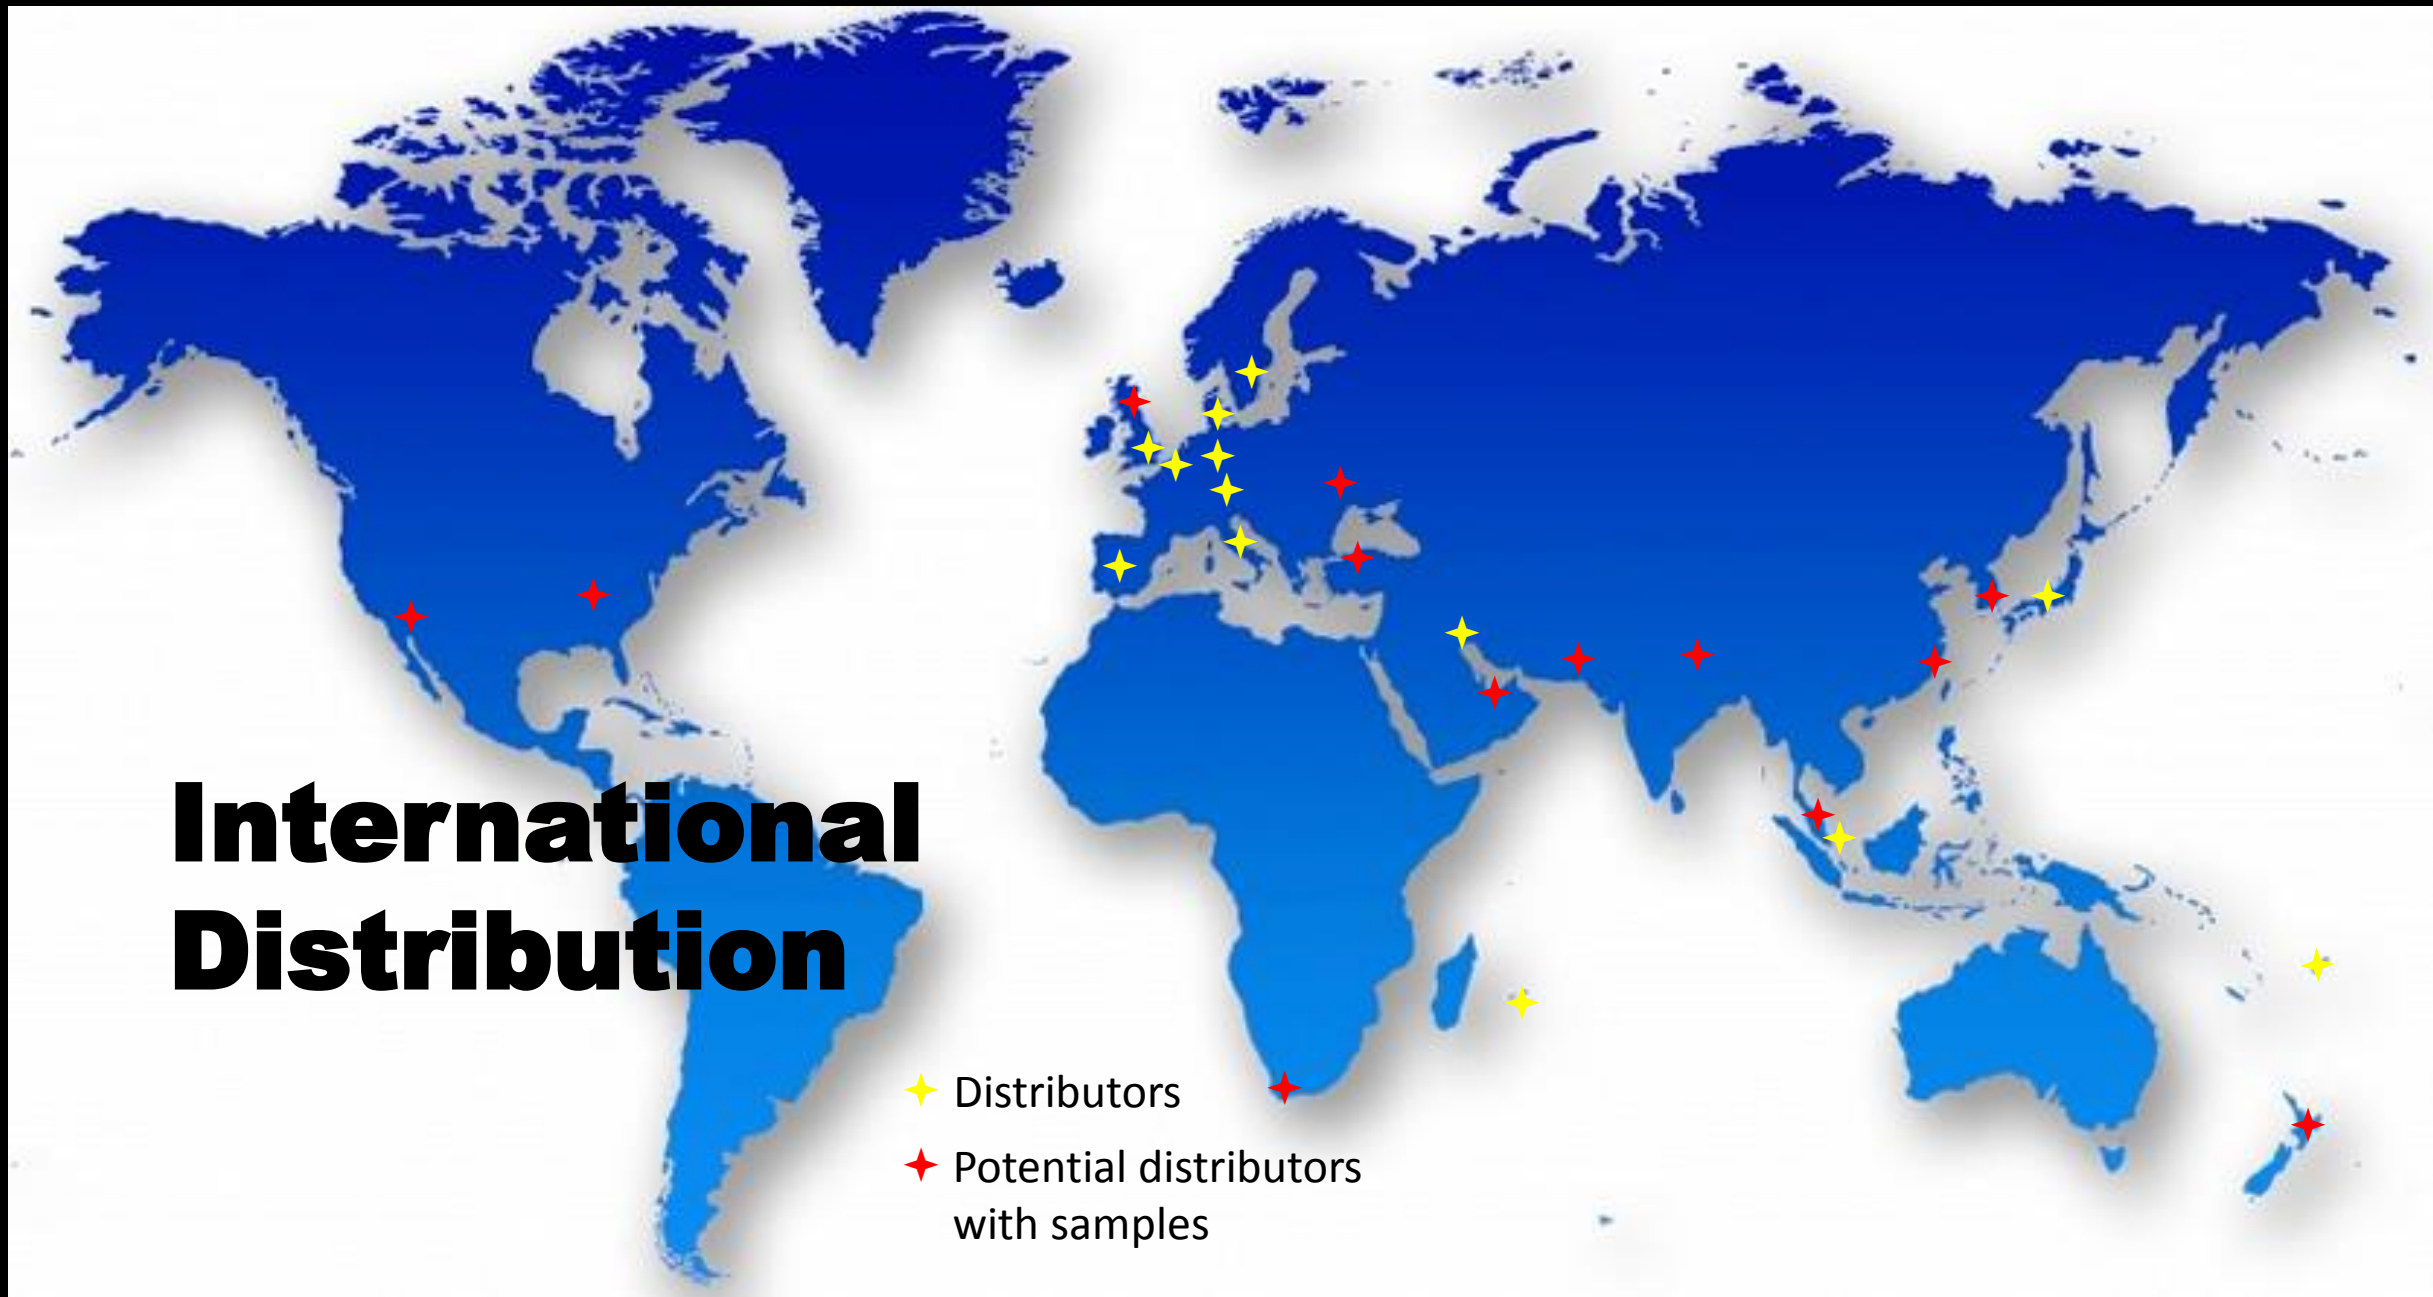 International
Distribution
Distributors
Potential distributors
with samples